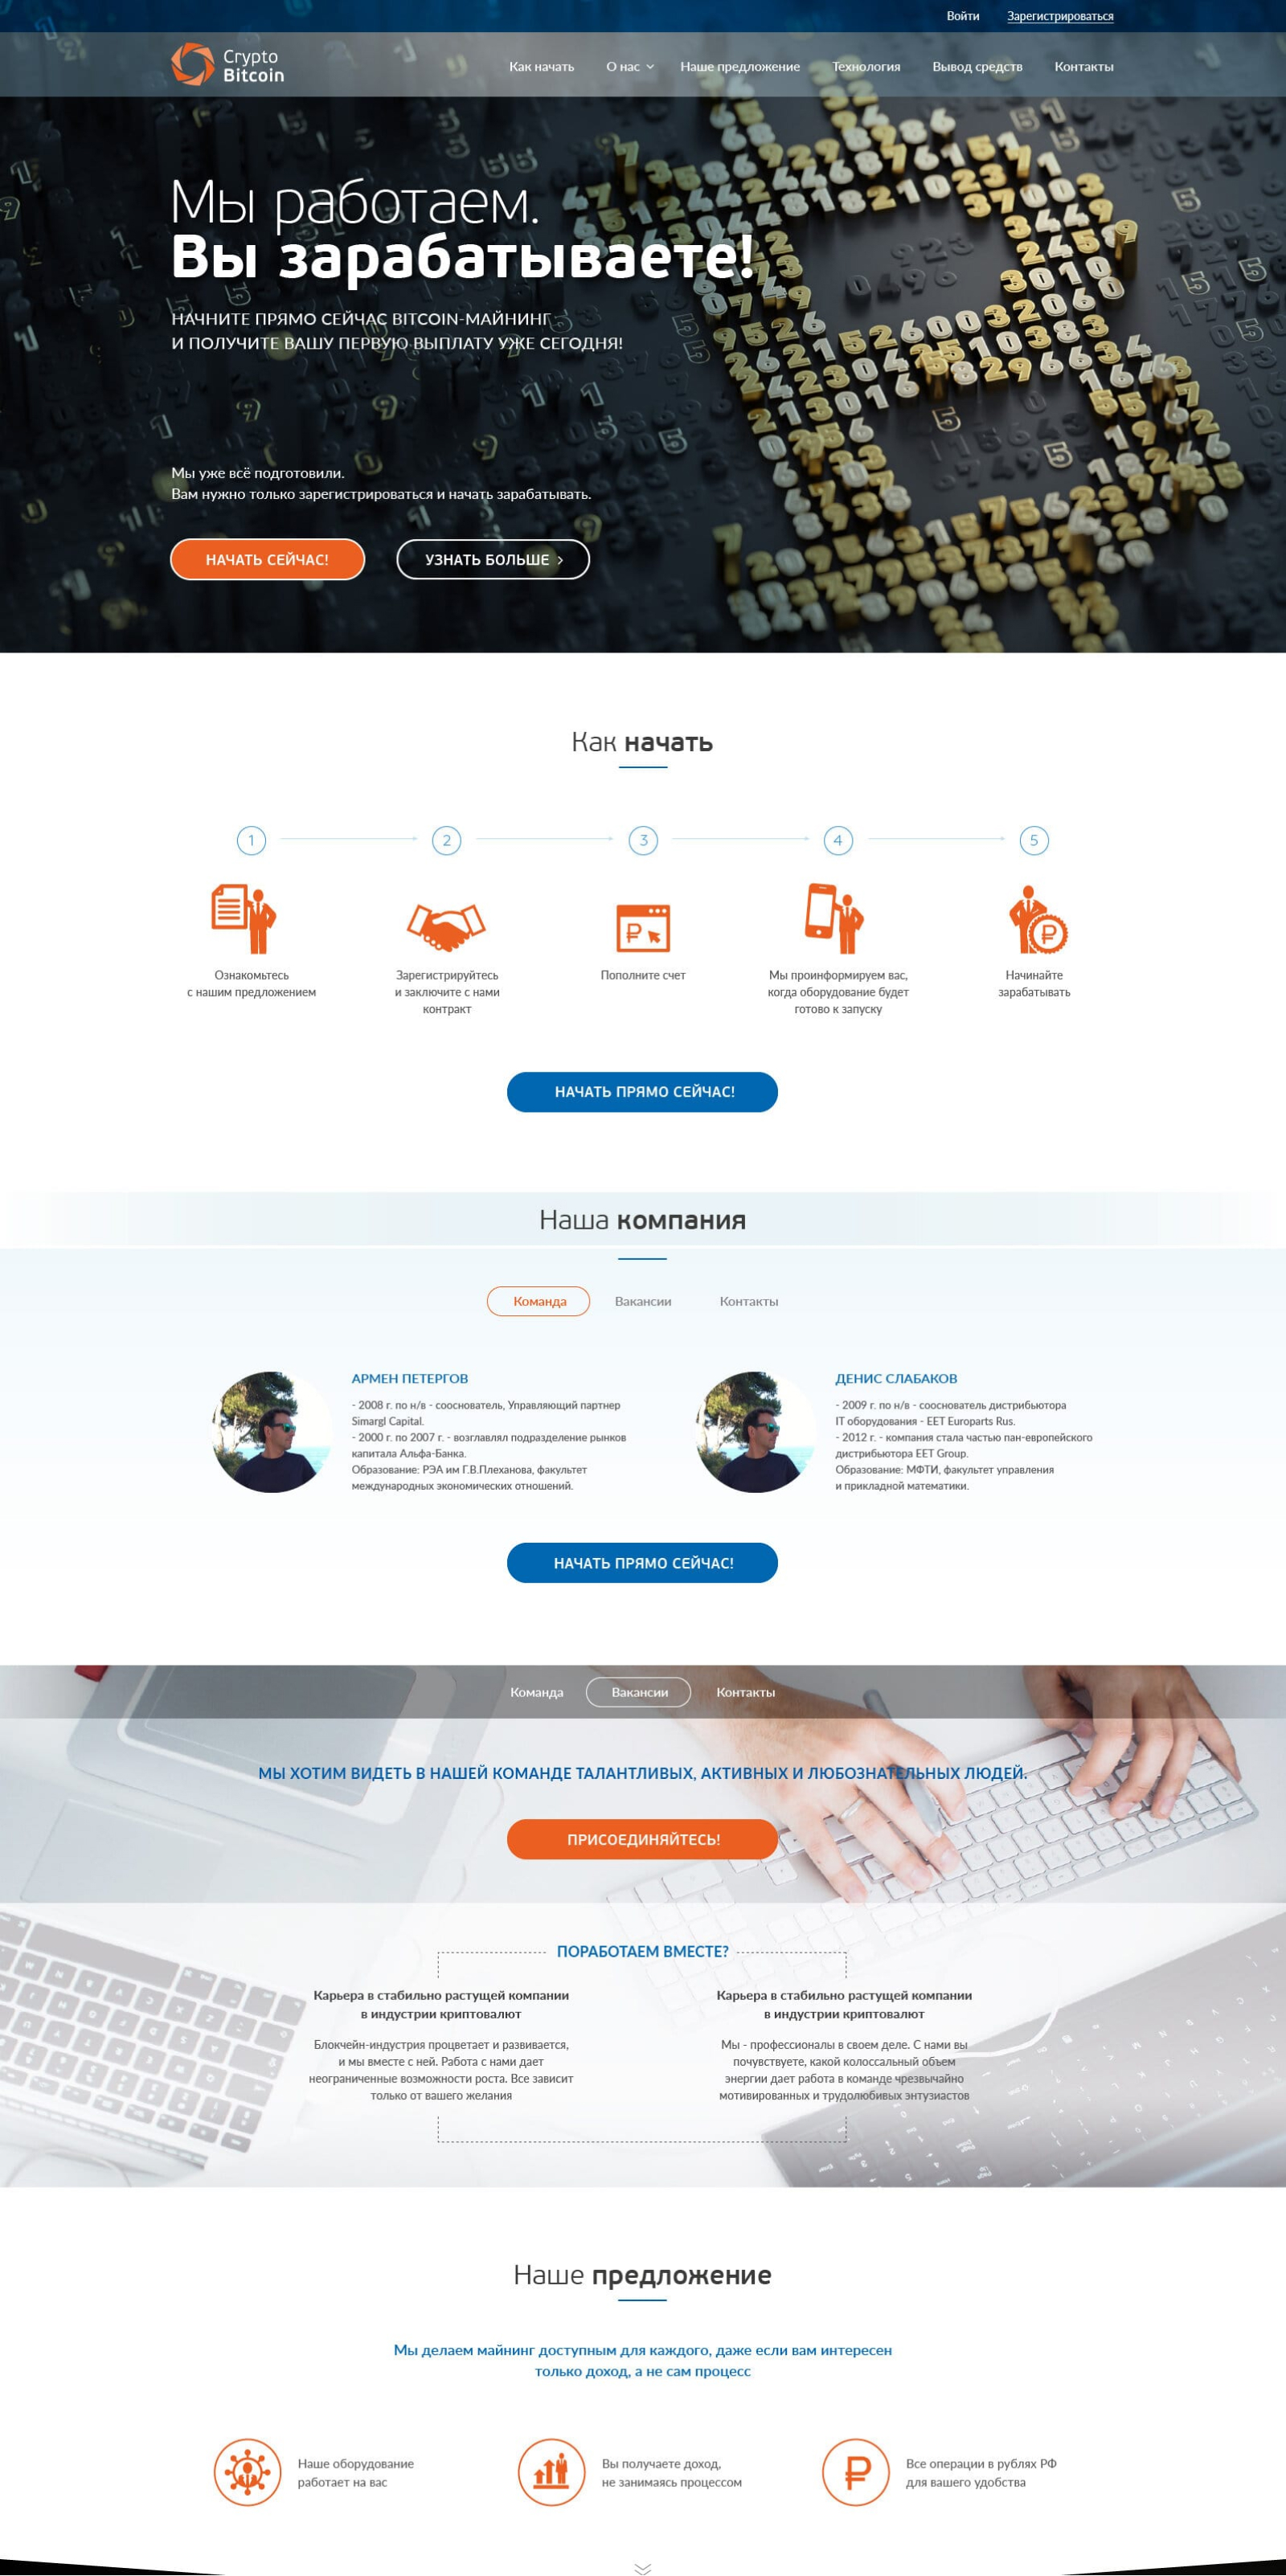 Войти Зарегистрироваться
Crypto
Bitcoin
Как начать О нас Наше предложение Технология Вывод средств Контакты
Мы работаем.
Вы зарабатываете!
НАЧНИТЕ ПРЯМО СЕЙЧАС BITCOIN-МАЙНИНГ
И ПОЛУЧИТЕ ВАШУ ПЕРВУЮ ВЫПЛАТУ УЖЕ СЕГОДНЯ!
Мы уже всё подготовили.
Вам нужно только зарегистрироваться и начать зарабатывать.
НАЧАТЬ СЕЙЧАС! УЗНАТЬ БОЛЬШЕ >
Как начать
1 2 3 4 5
Ознакомьтесь
с нашим предложением
Зарегистрируйтесь
и заключите с нами
контракт
Пополните счет
Мы проинформируем вас,
когда оборудование будет
готово к запуску
Начинайте
зарабатывать
НАЧАТЬ ПРЯМО СЕЙЧАС!
Наша компания
Команда Вакансии Контакты
АРМЕН ПЕТЕРГОВ
- 2008 г. по н/в - сооснователь, Управляющий партнер
Simargl Capital.
- 2000 г. по 2007 г. - возглавлял подразделение рынков
капитала Альфа-Банка.
Образование: РЭА им Г.В.Плеханова, факультет
международных экономических отношений.
ДЕНИС СЛАБАКОВ
- 2009 г. по н/в - сооснователь дистрибьютора
IT оборудования - EET Europarts Rus.
- 2012 г. - компания стала частью пан-европейского
дистрибьютора EET Group.
Образование: МФТИ, факультет управления
и прикладной математики.
НАЧАТЬ ПРЯМО СЕЙЧАС!
Команда Вакансии Контакты
МЫ ХОТИМ ВИДЕТЬ В НАШЕЙ КОМАНДЕ ТАЛАНТЛИВЫХ, АКТИВНЫХ И ЛЮБОЗНАТЕЛЬНЫХ ЛЮДЕЙ.
ПРИСОЕДИНЯЙТЕСЬ!
ПОРАБОТАЕМ ВМЕСТЕ?
Карьера в стабильно растущей компании
в индустрии криптовалют
Блокчейн-индустрия процветает и развивается,
и мы вместе с ней. Работа с нами дает
неограниченные возможности роста. Все зависит
только от вашего желания
Карьера в стабильно растущей компании
в индустрии криптовалют
Мы - профессионалы в своем деле. С нами вы
почувствуете, какой колоссальный объем
энергии дает работа в команде чрезвычайно
мотивированных и трудолюбивых энтузиастов
Наше предложение
Мы делаем майнинг доступным для каждого, даже если вам интересен
только доход, а не сам процесс
Наше оборудование
работает на вас
Вы получаете доход,
не занимаясь процессом
Все операции в рублях РФ
для вашего удобства